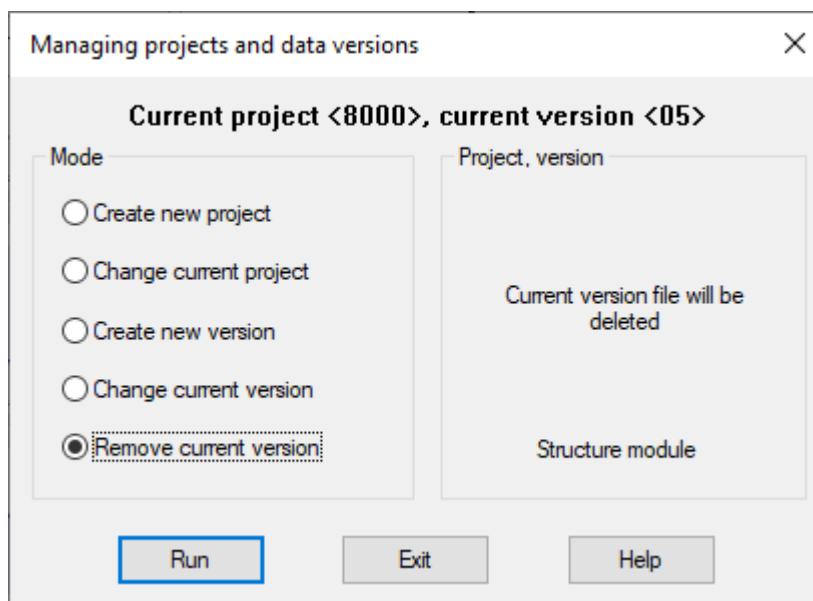 Managing projects and data versions
Current project <8000>, current version <05>
Mode
Create new project
Change current project
Create new version
Change current version
Remove current version
Project, version
Current version file will be
deleted
Structure module
Run
Exit
Help